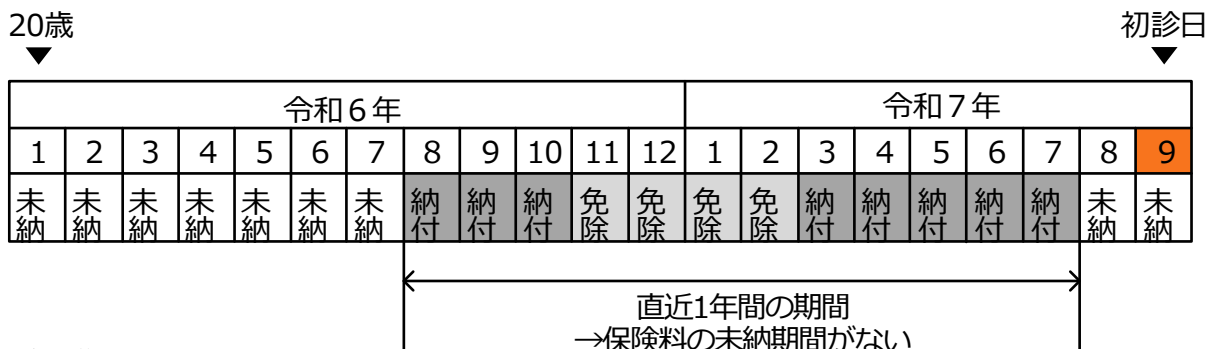 20歳 初診日
▼ ▼
令和6年 令和7年
1 2 3 4 5 6 7 8 9 10 11 12 1 2 3 4 5 6 7 8 9
未納 未納 未納 未納 未納 未納 未納 納付 納付 納付 免除 免除 免除 免除 納付 納付 納付 納付 納付 未納 未納
直近1年間の期間
→保険料の未納期間がない